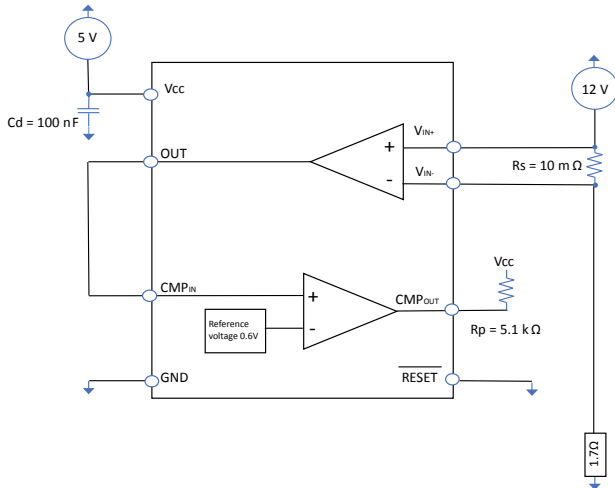 5 V
12 V
Vcc
Cd = 100 nF
OUT
VIN+
+
-
VIN-
Rs = 10 m Ω
Vcc
CMPIN
+
-
CMPOUT
Reference
voltage 0.6V
Rp = 5.1 k Ω
GND
RESET
1.7Ω